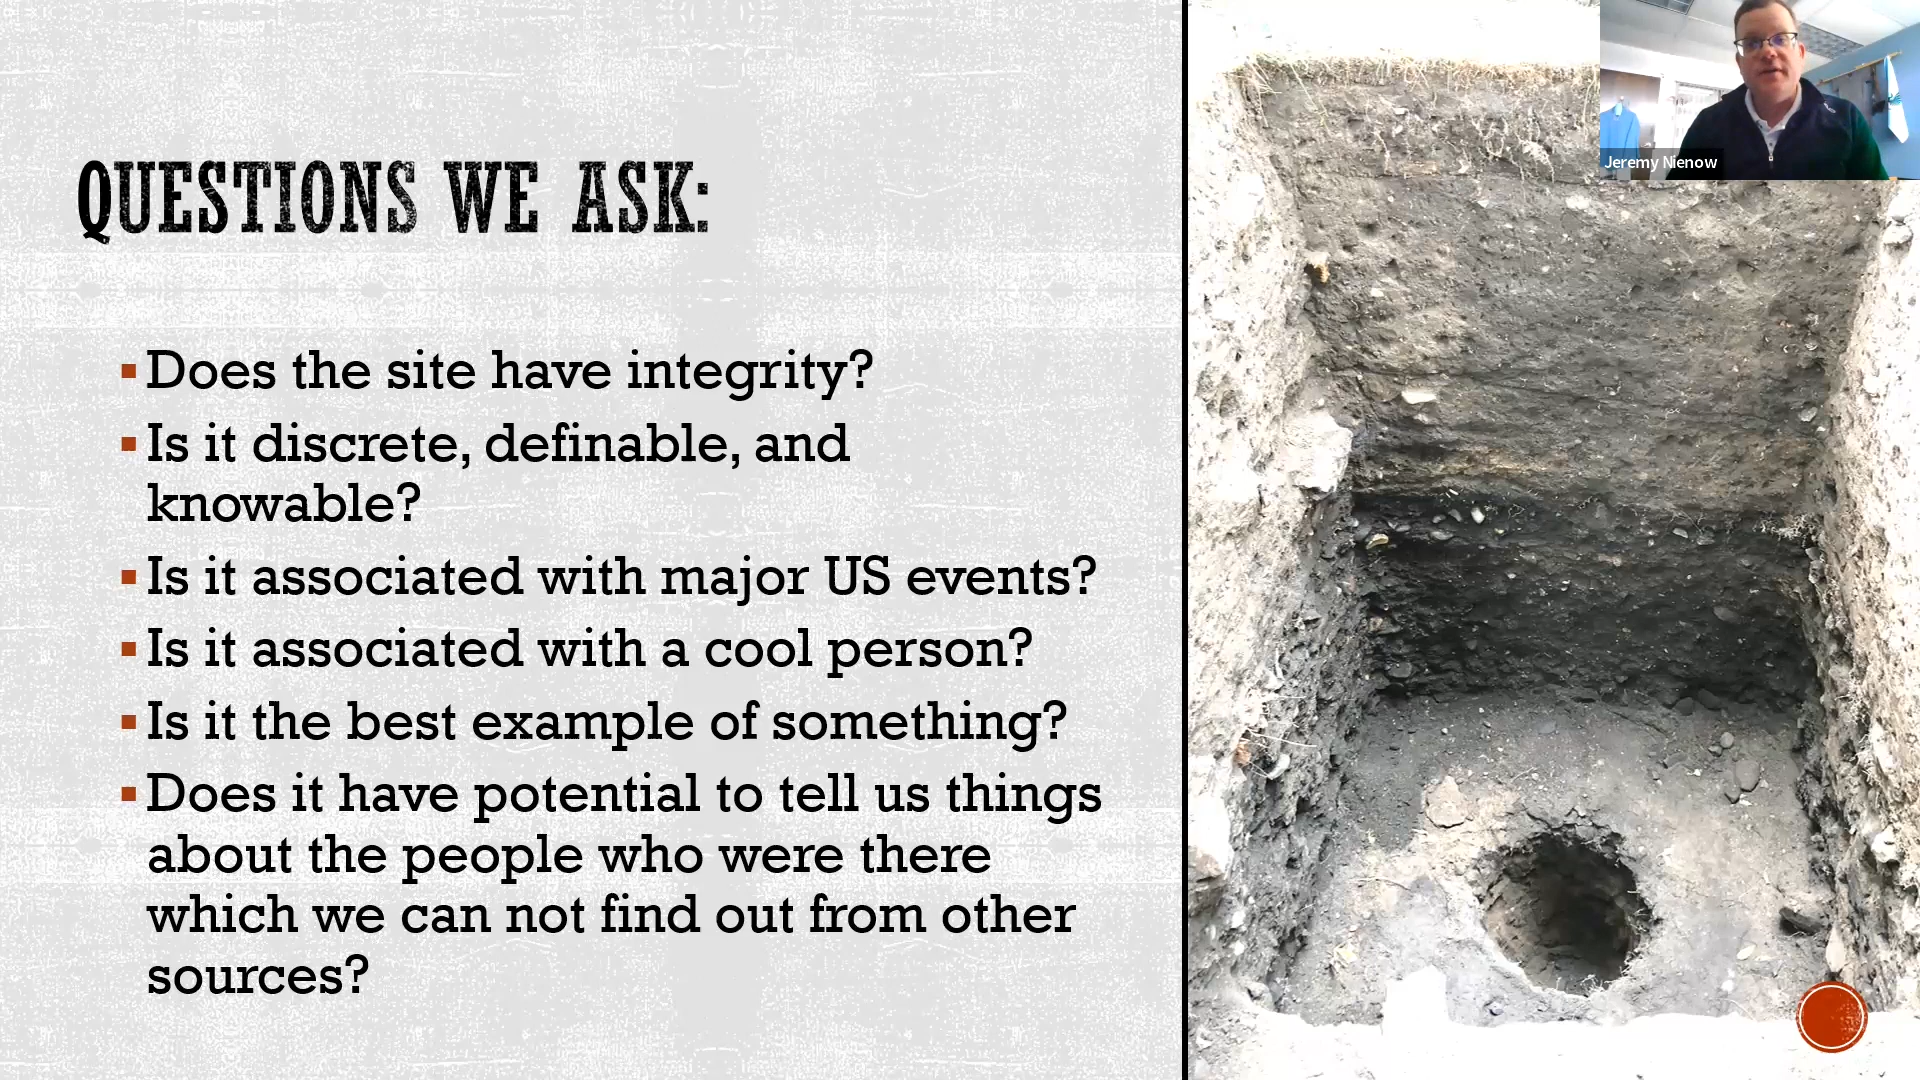 QUESTIONS WE ASK:
Does the site have integrity?
Is it discrete, definable, and
knowable?
Is it associated with major US events?
Is it associated with a cool person?
Is it the best example of something?
Does it have potential to tell us things
about the people who were there
which we can not find out from other
sources?
Jeremy Nienow